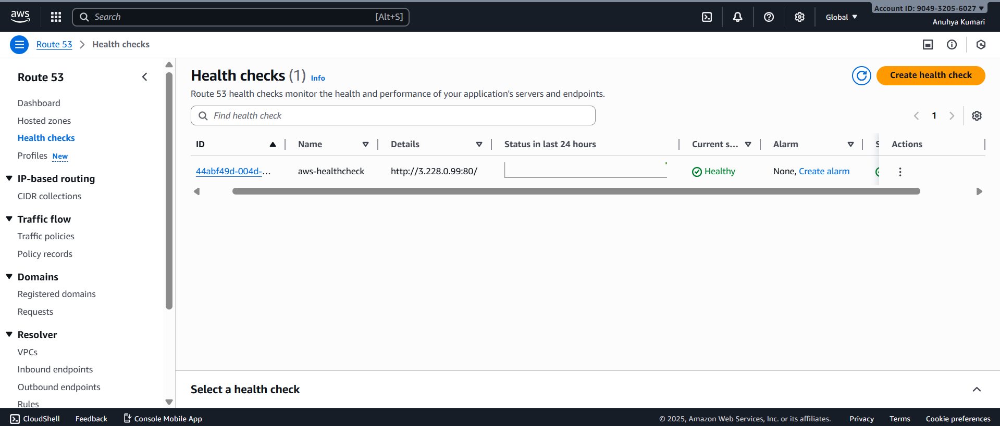 aws
Search [Alt+S]
Global
Account ID: 9049-3205-6027
Anuhya Kumari
Route 53 > Health checks
Route 53
Dashboard
Hosted zones
Health checks
Profiles New
IP-based routing
CIDR collections
Traffic flow
Traffic policies
Policy records
Domains
Registered domains
Requests
Resolver
VPCs
Inbound endpoints
Outbound endpoints
Rules
Health checks (1) Info
Create health check
Route 53 health checks monitor the health and performance of your application's servers and endpoints.
Find health check
1
ID Name Details Status in last 24 hours Current s... Alarm S Actions
44abf49d-004d-... aws-healthcheck http://3.228.0.99:80/ Healthy None, Create alarm
Select a health check
CloudShell Feedback Console Mobile App © 2025, Amazon Web Services, Inc. or its affiliates. Privacy Terms Cookie preferences